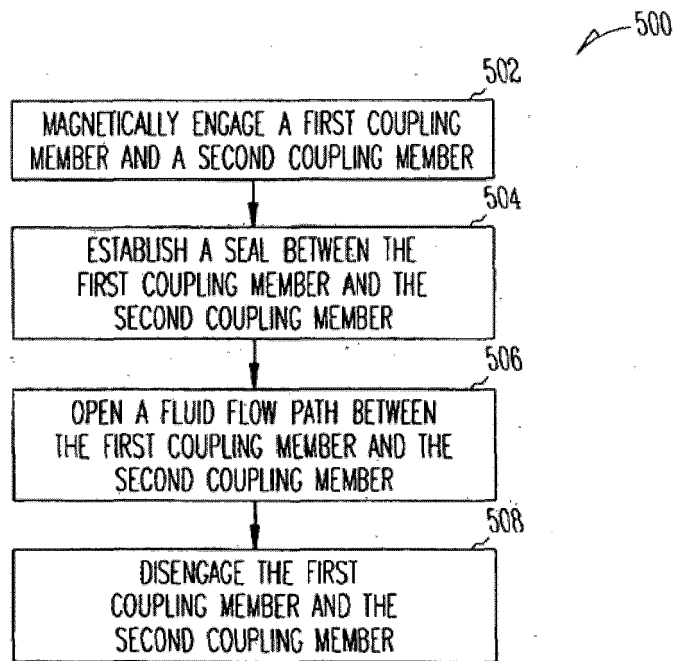 500
502
MAGNETICALLY ENGAGE A FIRST COUPLING
MEMBER AND A SECOND COUPLING MEMBER
504
ESTABLISH A SEAL BETWEEN THE
FIRST COUPLING MEMBER AND THE
SECOND COUPLING MEMBER
506
OPEN A FLUID FLOW PATH BETWEEN
THE FIRST COUPLING MEMBER AND THE
SECOND COUPLING MEMBER
508
DISENGAGE THE FIRST
COUPLING MEMBER AND THE
SECOND COUPLING MEMBER